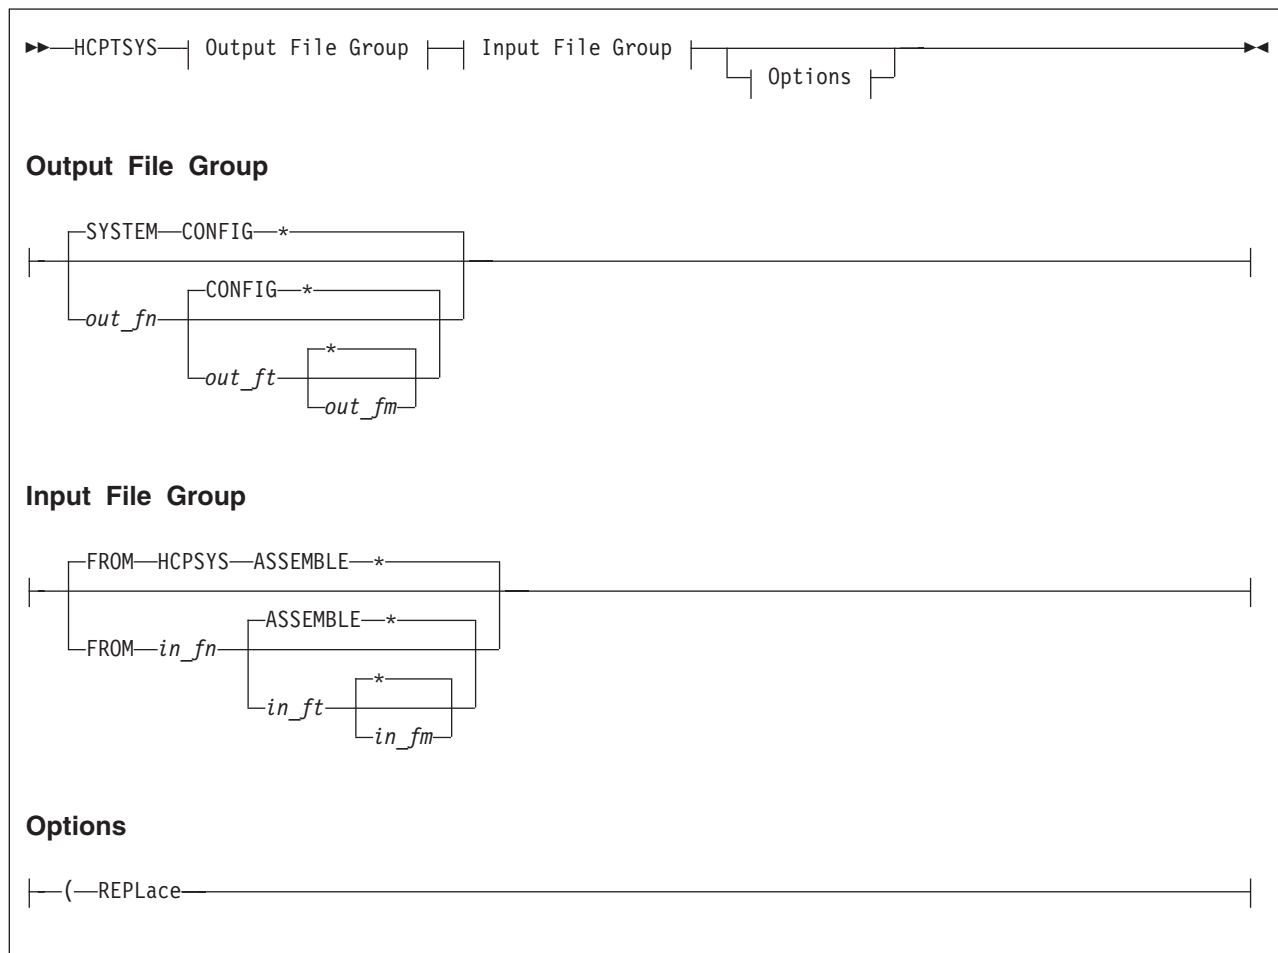 HCPTSYS Output File Group Input File Group
Options
Output File Group
SYSTEM CONFIG *
CONFIG *
out_fn
*
out_ft
out_fm
Input File Group
FROM HCPSYS ASSEMBLE *
ASSEMBLE *
FROM in_fn
*
in_ft
in_fm
Options
( REPLace